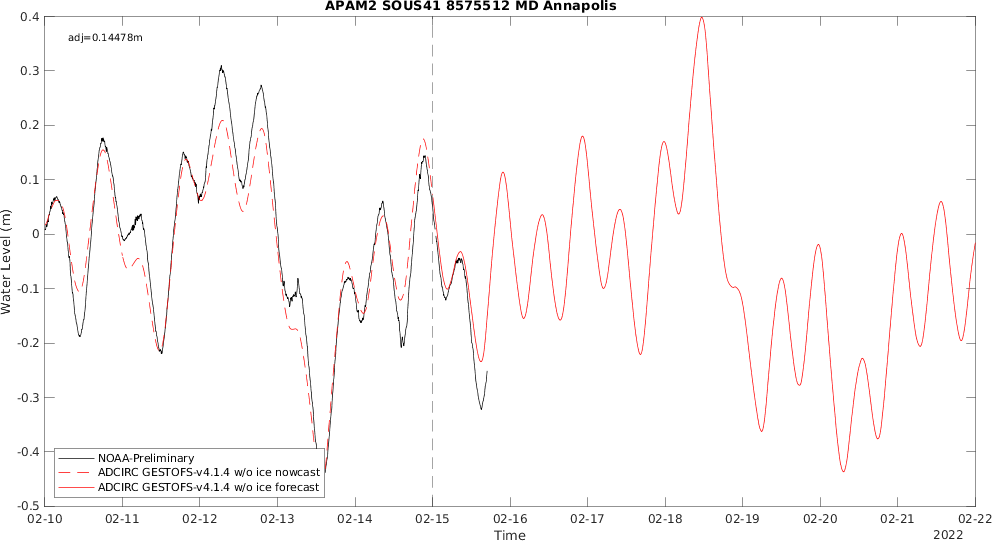 APAM2 SOUS41 8575512 MD Annapolis
adj=0.14478m
0.4
0.3
0.2
0.1
0
-0.1
-0.2
-0.3
-0.4
-0.5
Water Level (m)
NOAA-Preliminary
ADCIRC GESTOFS-v4.1.4 w/o ice nowcast
ADCIRC GESTOFS-v4.1.4 w/o ice forecast
02-10 02-11 02-12 02-13 02-14 02-15 02-16 02-17 02-18 02-19 02-20 02-21 02-22
Time
2022